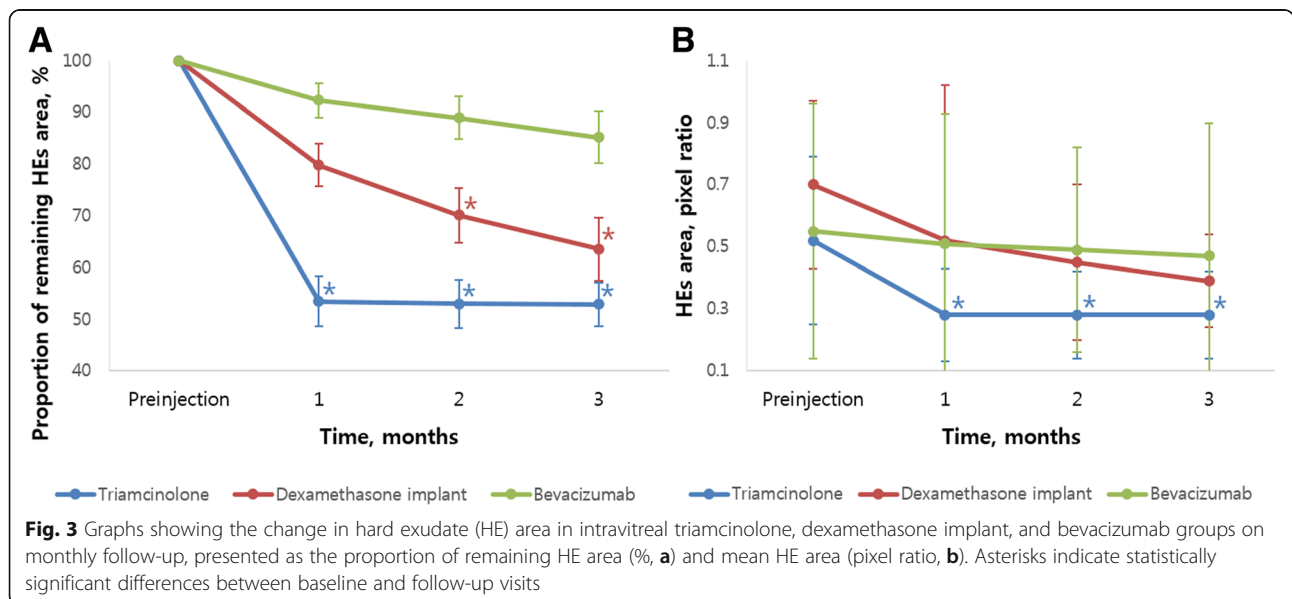 A
B
Proportion of remaining HEs area, %
100
90
80
70
60
50
40
*
*
*
*
*
Preinjection 1 2 3
Time, months
HEs area, pixel ratio
1.1
0.9
0.7
0.5
0.3
0.1
*
*
*
Preinjection 1 2 3
Time, months
Triamcinolone Dexamethasone implant Bevacizumab
Triamcinolone Dexamethasone implant Bevacizumab
Fig. 3 Graphs showing the change in hard exudate (HE) area in intravitreal triamcinolone, dexamethasone implant, and bevacizumab groups on
monthly follow-up, presented as the proportion of remaining HE area (%, a) and mean HE area (pixel ratio, b). Asterisks indicate statistically
significant differences between baseline and follow-up visits